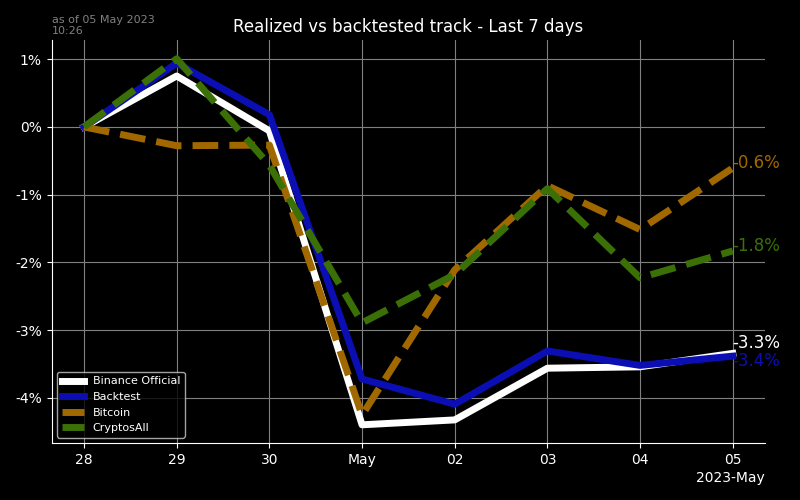 as of 05 May 2023
10:26
Realized vs backtested track - Last 7 days
1%
0%
-1%
-2%
-3%
-4%
-0.6%
-1.8%
-3.3%
-3.4%
Binance Official
Backtest
Bitcoin
CryptosAll
28 29 30 May 02 03 04 05
2023-May